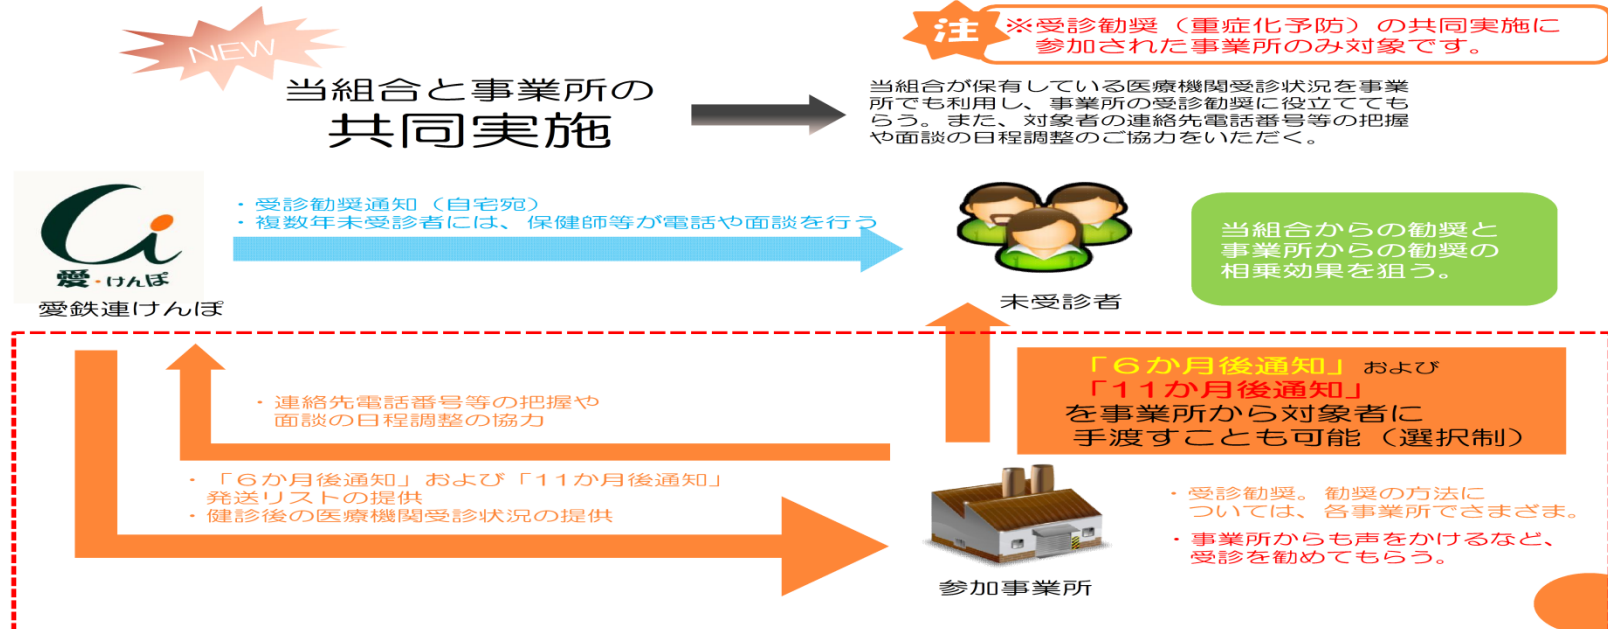 NEW
当組合と事業所の
共同実施
注
※受診勧奨（重症化予防）の共同実施に
参加された事業所のみ対象です。
当組合が保有している医療機関受診状況を事業
所でも利用し、事業所の受診勧奨に役立てても
らう。また、対象者の連絡先電話番号等の把握
や面談の日程調整のご協力をいただく。
愛・けんぽ
愛鉄連けんぽ
・受診勧奨通知（自宅宛）
・複数年未受診者には、保健師等が電話や面談を行う
未受診者
当組合からの勧奨と
事業所からの勧奨の
相乗効果を狙う。
・連絡先電話番号等の把握や
面談の日程調整の協力
・「６か月後通知」および「11か月後通知」
発送リストの提供
・健診後の医療機関受診状況の提供
「６か月後通知」および
「11か月後通知」
を事業所から対象者に
手渡すことも可能（選択制）
参加事業所
・受診勧奨。勧奨の方法に
ついては、各事業所でさまざま。
・事業所からも声をかけるなど、
受診を勧めてもらう。